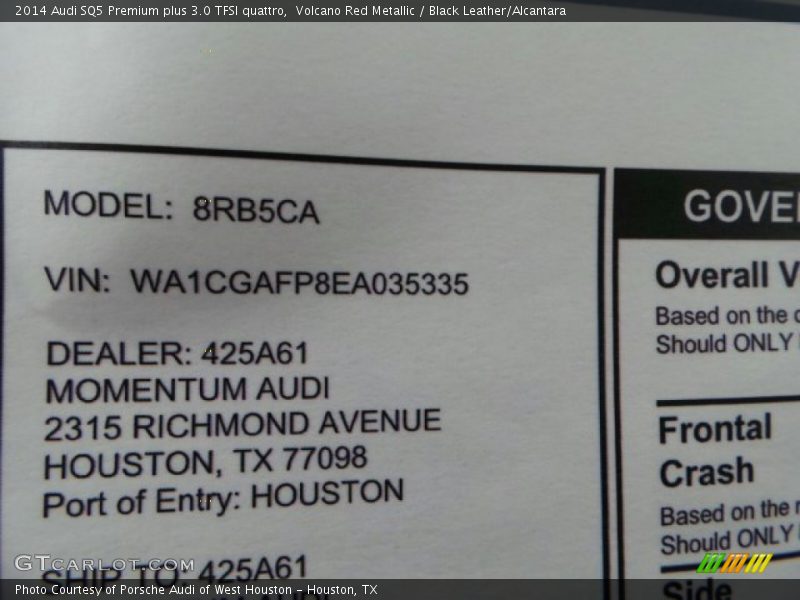 2014 Audi SQ5 Premium plus 3.0 TFSI quattro,  Volcano Red Metallic / Black Leather/Alcantara
MODEL: 8RB5CA
VIN: WA1CGAFP8EA035335
DEALER: 425A61
MOMENTUM AUDI
2315 RICHMOND AVENUE
HOUSTON, TX 77098
Port of Entry: HOUSTON
SHIP TO: 425A61
GOVE
Overall V
Based on the
Should ONLY
Frontal
Crash
Based on the
Should ONLY
Side
GTcarlot.com
Photo Courtesy of Porsche Audi of West Houston - Houston, TX